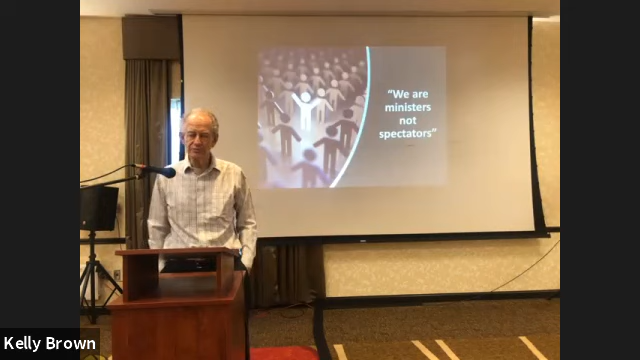 “We are
ministers
not
spectators”
Kelly Brown